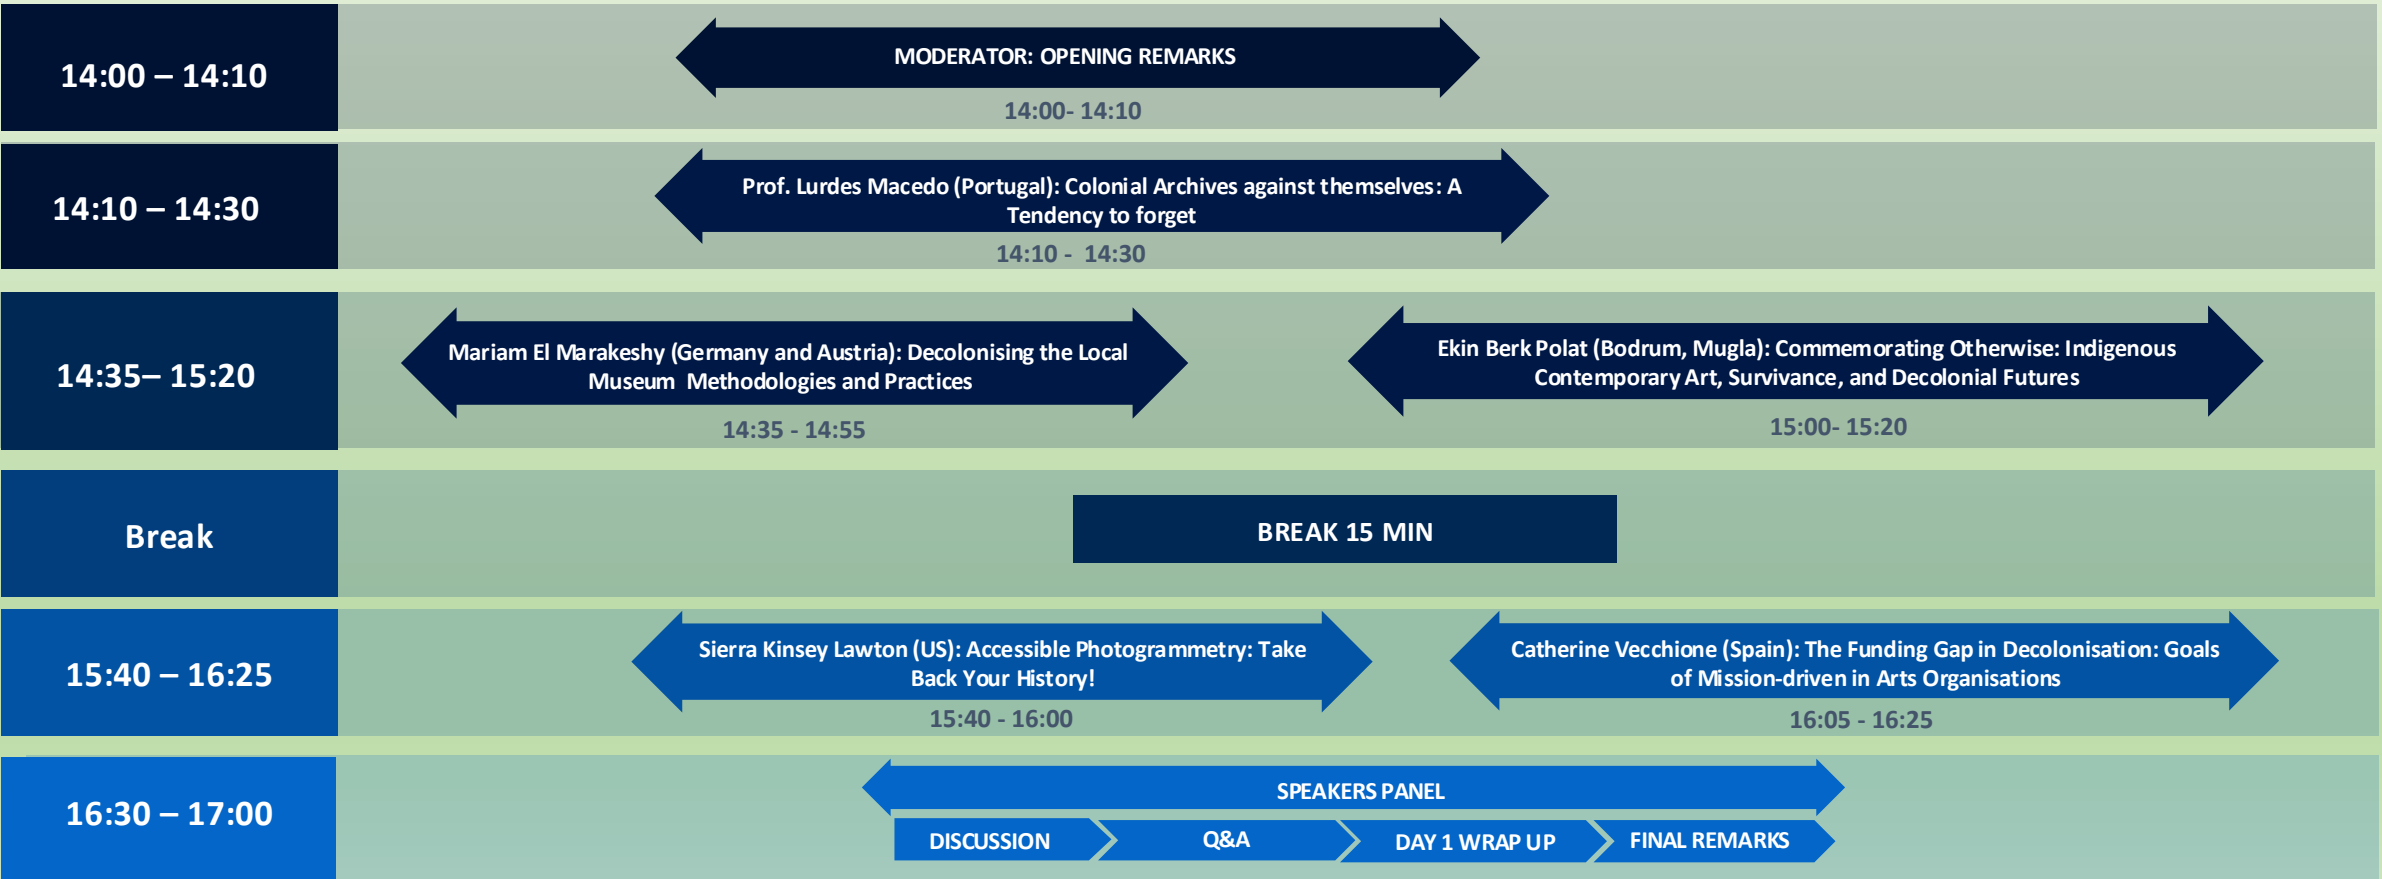 14:00 – 14:10
MODERATOR: OPENING REMARKS
14:00- 14:10
14:10 – 14:30
Prof. Lurdes Macedo (Portugal): Colonial Archives against themselves: A
Tendency to forget
14:10 - 14:30
14:35– 15:20
Mariam El Marakeshy (Germany and Austria): Decolonising the Local
Museum Methodologies and Practices
14:35 - 14:55
Ekin Berk Polat (Bodrum, Mugla): Commemorating Otherwise: Indigenous
Contemporary Art, Survivance, and Decolonial Futures
15:00- 15:20
Break
BREAK 15 MIN
15:40 – 16:25
Sierra Kinsey Lawton (US): Accessible Photogrammetry: Take
Back Your History!
15:40 - 16:00
Catherine Vecchione (Spain): The Funding Gap in Decolonisation: Goals
of Mission-driven in Arts Organisations
16:05 - 16:25
16:30 – 17:00
SPEAKERS PANEL
DISCUSSION
Q&A
DAY 1 WRAP UP
FINAL REMARKS